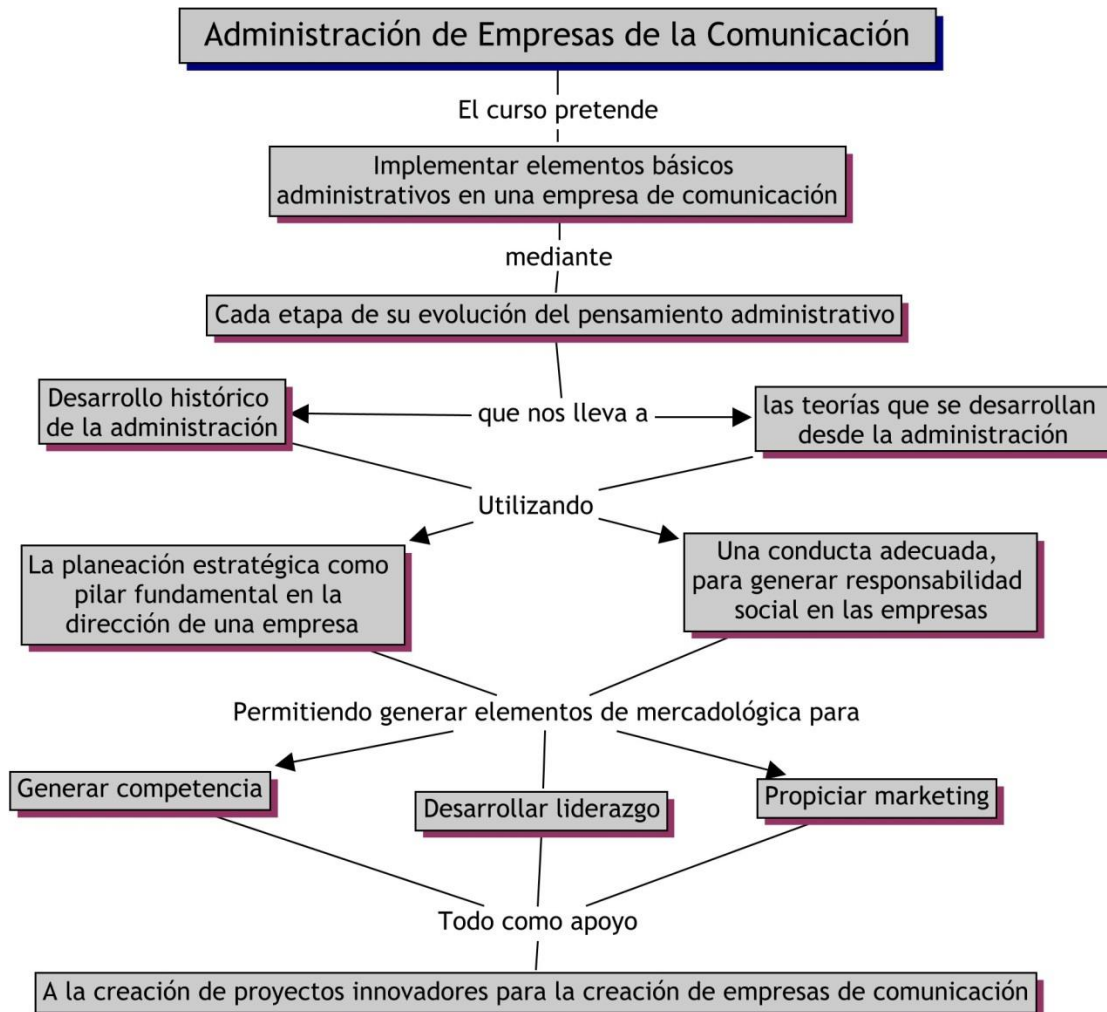 Administración de Empresas de la Comunicación
El curso pretende
Implementar elementos básicos
administrativos en una empresa de comunicación
mediante
Cada etapa de su evolución del pensamiento administrativo
Desarrollo histórico
de la administración
que nos lleva a
las teorías que se desarrollan
desde la administración
Utilizando
La planeación estratégica como
pilar fundamental en la
dirección de una empresa
Una conducta adecuada,
para generar responsabilidad
social en las empresas
Permitiendo generar elementos de mercadológica para
Generar competencia
Desarrollar liderazgo
Propiciar marketing
Todo como apoyo
A la creación de proyectos innovadores para la creación de empresas de comunicación